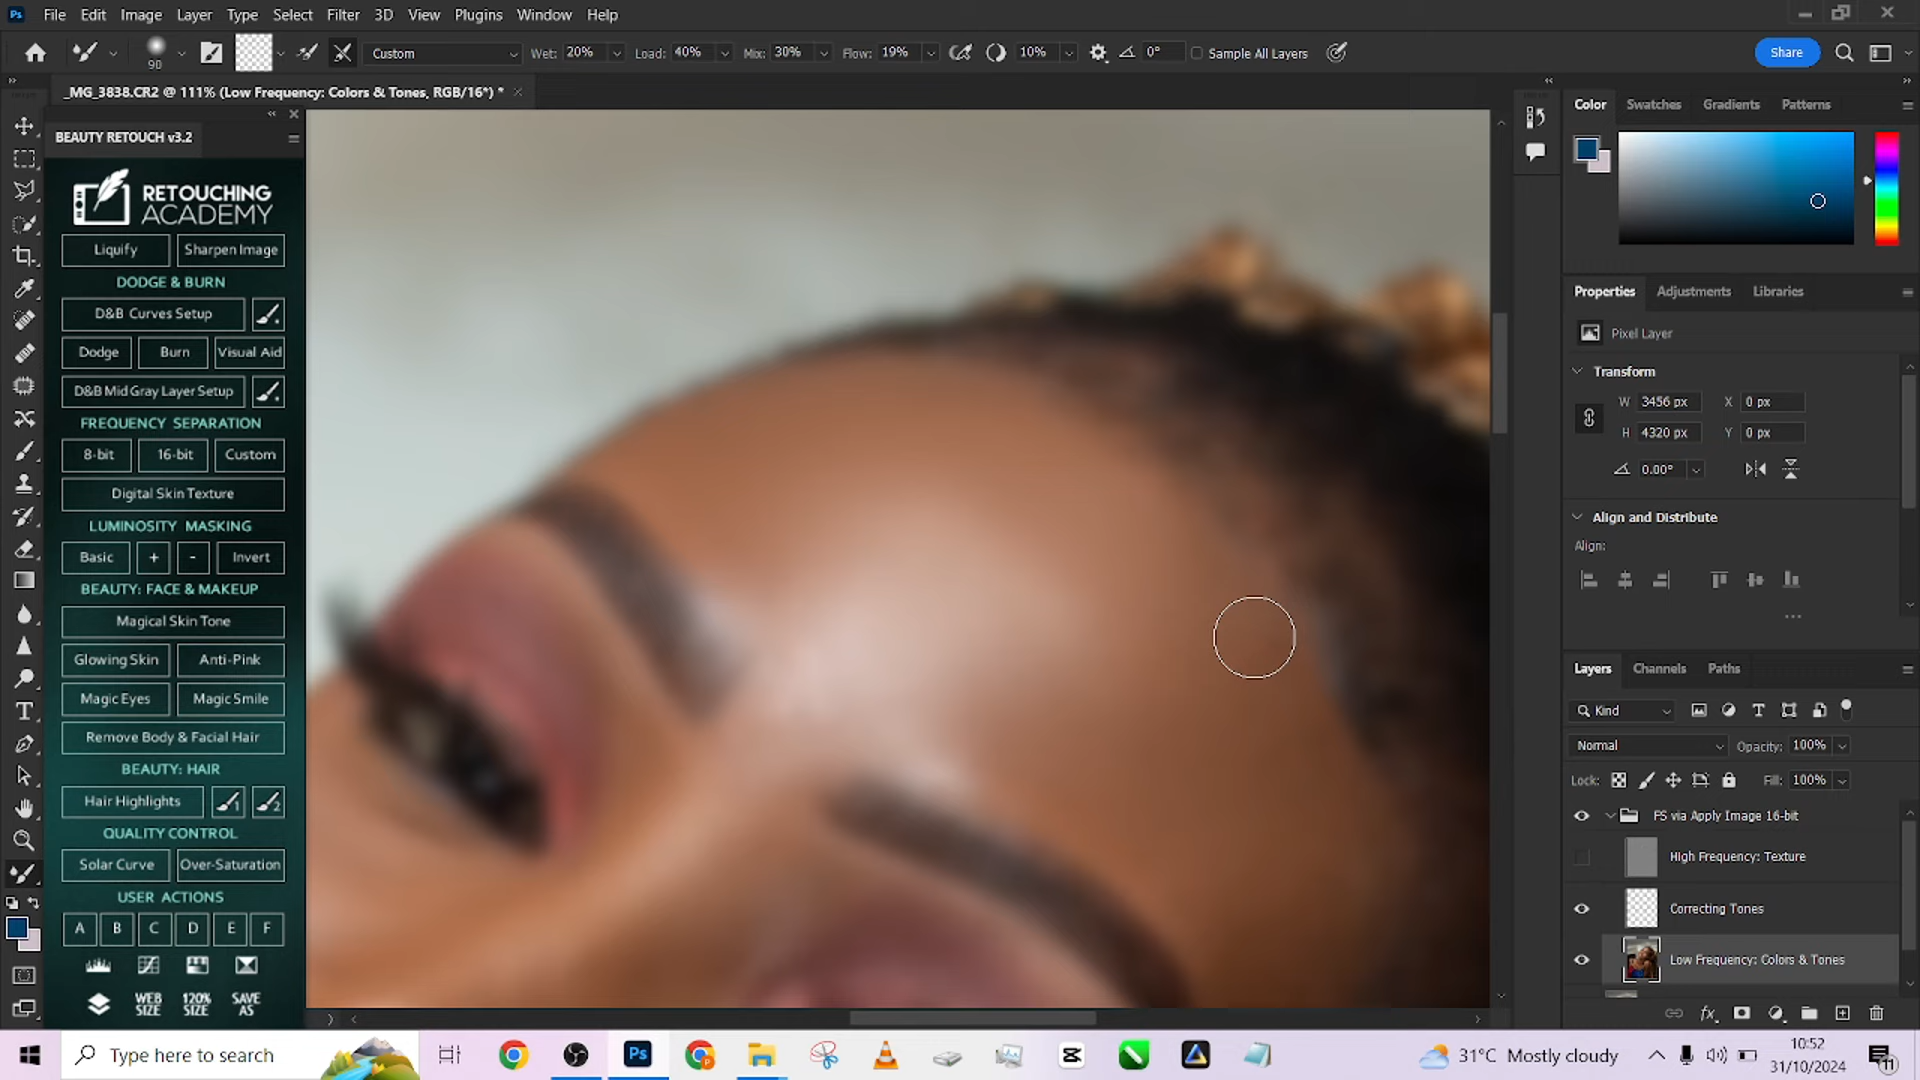 Ps File Edit Image Layer Type Select Filter 3D View Plugins Window Help
90 Custom Wet: 20% Load: 40% Mix: 30% Flow: 19% 10% 0° Sample All Layers Share
_MG_3838.CR2 @ 111% (Low Frequency: Colors & Tones, RGB/16*) *
BEAUTY RETOUCH v3.2
RETOUCHING
ACADEMY
Liquify Sharpen Image
DODGE & BURN
D&B Curves Setup
Dodge Burn Visual Aid
D&B Mid Gray Layer Setup
FREQUENCY SEPARATION
8-bit 16-bit Custom
Digital Skin Texture
LUMINOSITY MASKING
Basic + - Invert
BEAUTY: FACE & MAKEUP
Magical Skin Tone
Glowing Skin Anti-Pink
Magic Eyes Magic Smile
Remove Body & Facial Hair
BEAUTY: HAIR
Hair Highlights 1 2
QUALITY CONTROL
Solar Curve Over-Saturation
USER ACTIONS
A B C D E F
WEB SIZE 120% SIZE SAVE AS
Color Swatches Gradients Patterns
Properties Adjustments Libraries
Pixel Layer
Transform
W 3456 px X 0 px
H 4320 px Y 0 px
0.00°
Align and Distribute
Align:
Layers Channels Paths
Kind
Normal Opacity: 100%
Lock: Fill: 100%
FS via Apply Image 16-bit
High Frequency: Texture
Correcting Tones
Low Frequency: Colors & Tones
Type here to search Ps 31°C Mostly cloudy 10:52
31/10/2024 11